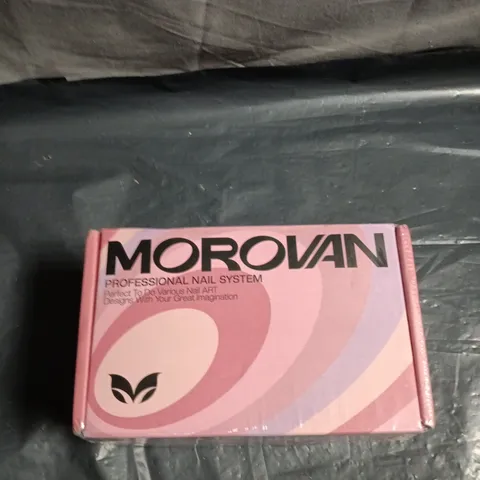 MOROVAN
PROFESSIONAL NAIL SYSTEM
Perfect To Do Various Nail ART
Designs With Your Great Imagination